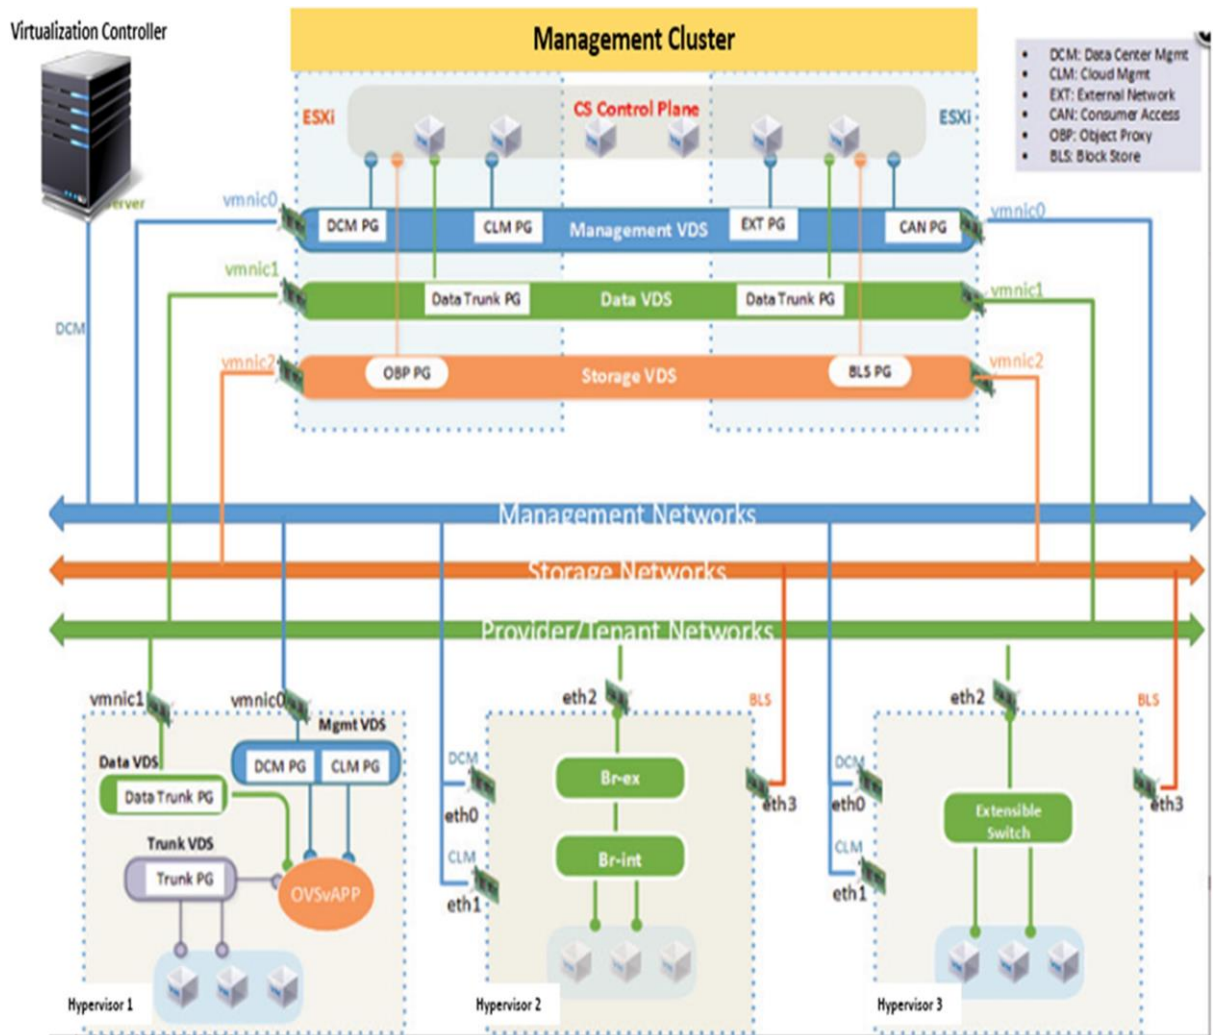 Virtualization Controller
Management Cluster
DCM: Data Center Mgmt
CLM: Cloud Mgmt
EXT: External Network
CAN: Consumer Access
OBP: Object Proxy
BLS: Block Store
ESXi
CS Control Plane
ESXi
erver
vmnic0
DCM PG
CLM PG
Management VDS
EXT PG
CAN PG
vmnic0
vmnic1
Data Trunk PG
Data VDS
Data Trunk PG
vmnic1
DCM
vmnic2
OBP PG
Storage VDS
BLS PG
vmnic2
Management Networks
Storage Networks
Provider/Tenant Networks
vmnic1
vmnic0
Mgmt VDS
DCM PG
CLM PG
Data VDS
Data Trunk PG
Trunk VDS
Trunk PG
OVSvAPP
Hypervisor 1
eth2
BLS
DCM
eth0
CLM
eth1
Br-ex
Br-int
eth3
Hypervisor 2
eth2
BLS
DCM
eth0
CLM
eth1
Extensible
Switch
eth3
Hypervisor 3